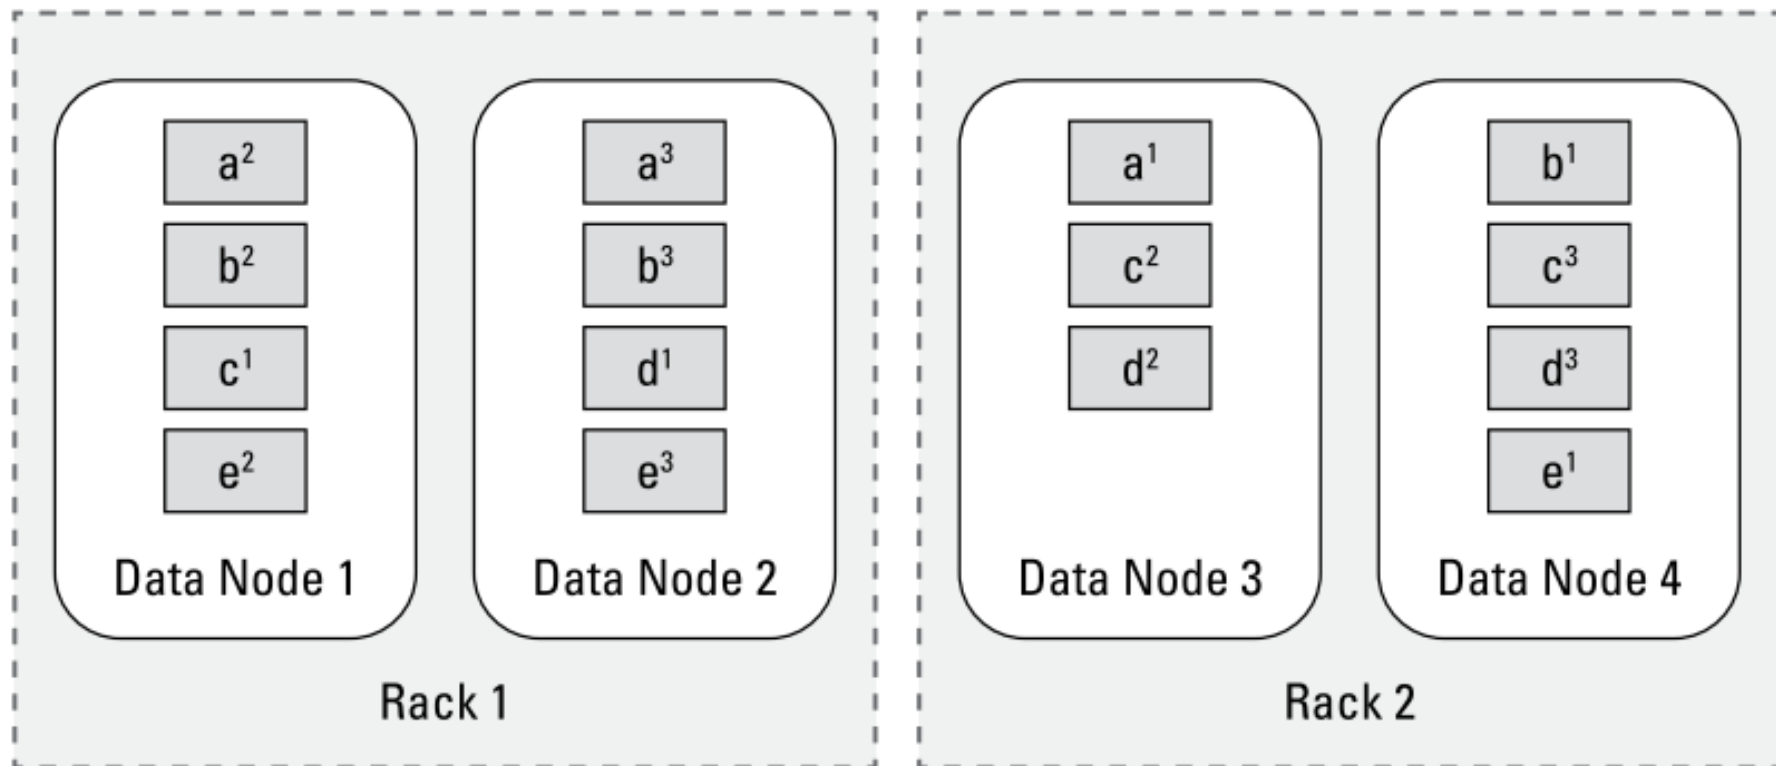 a²
b²
c¹
e²
Data Node 1
a³
b³
d¹
e³
Data Node 2
Rack 1
a¹
c²
d²
Data Node 3
b¹
c³
d³
e¹
Data Node 4
Rack 2